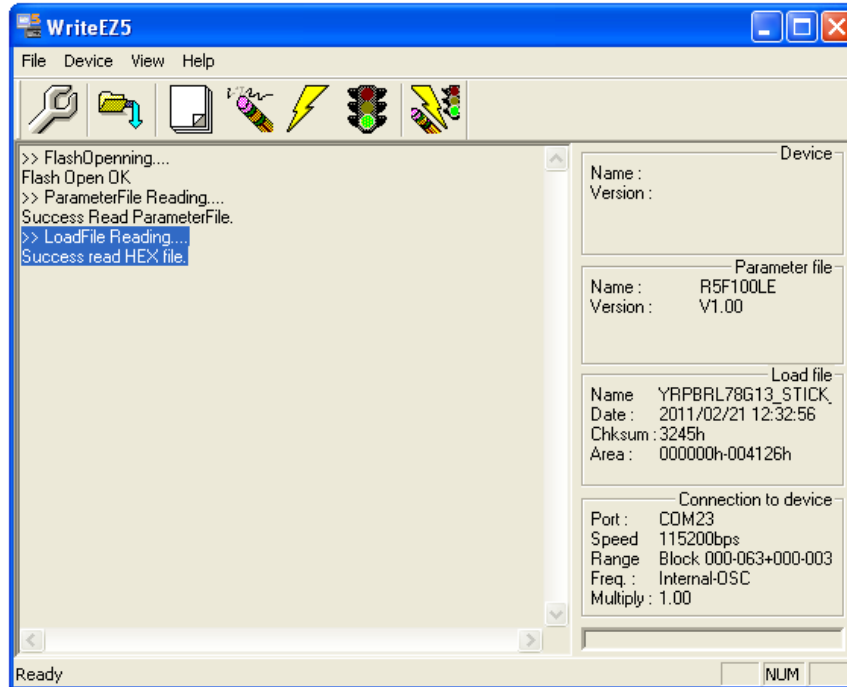 WriteEZ5
File Device View Help
>> FlashOpenning....
Flash Open OK
>> ParameterFile Reading....
Success Read ParameterFile.
>> LoadFile Reading....
Success read HEX file.
Device
Name :
Version :
Parameter file
Name : R5F100LE
Version : V1.00
Load file
Name YRPBRL78G13_STICK_
Date : 2011/02/21 12:32:56
Chksum : 3245h
Area : 000000h-004126h
Connection to device
Port : COM23
Speed 115200bps
Range Block 000-063+000-003
Freq. : Internal-OSC
Multiply : 1.00
Ready
NUM